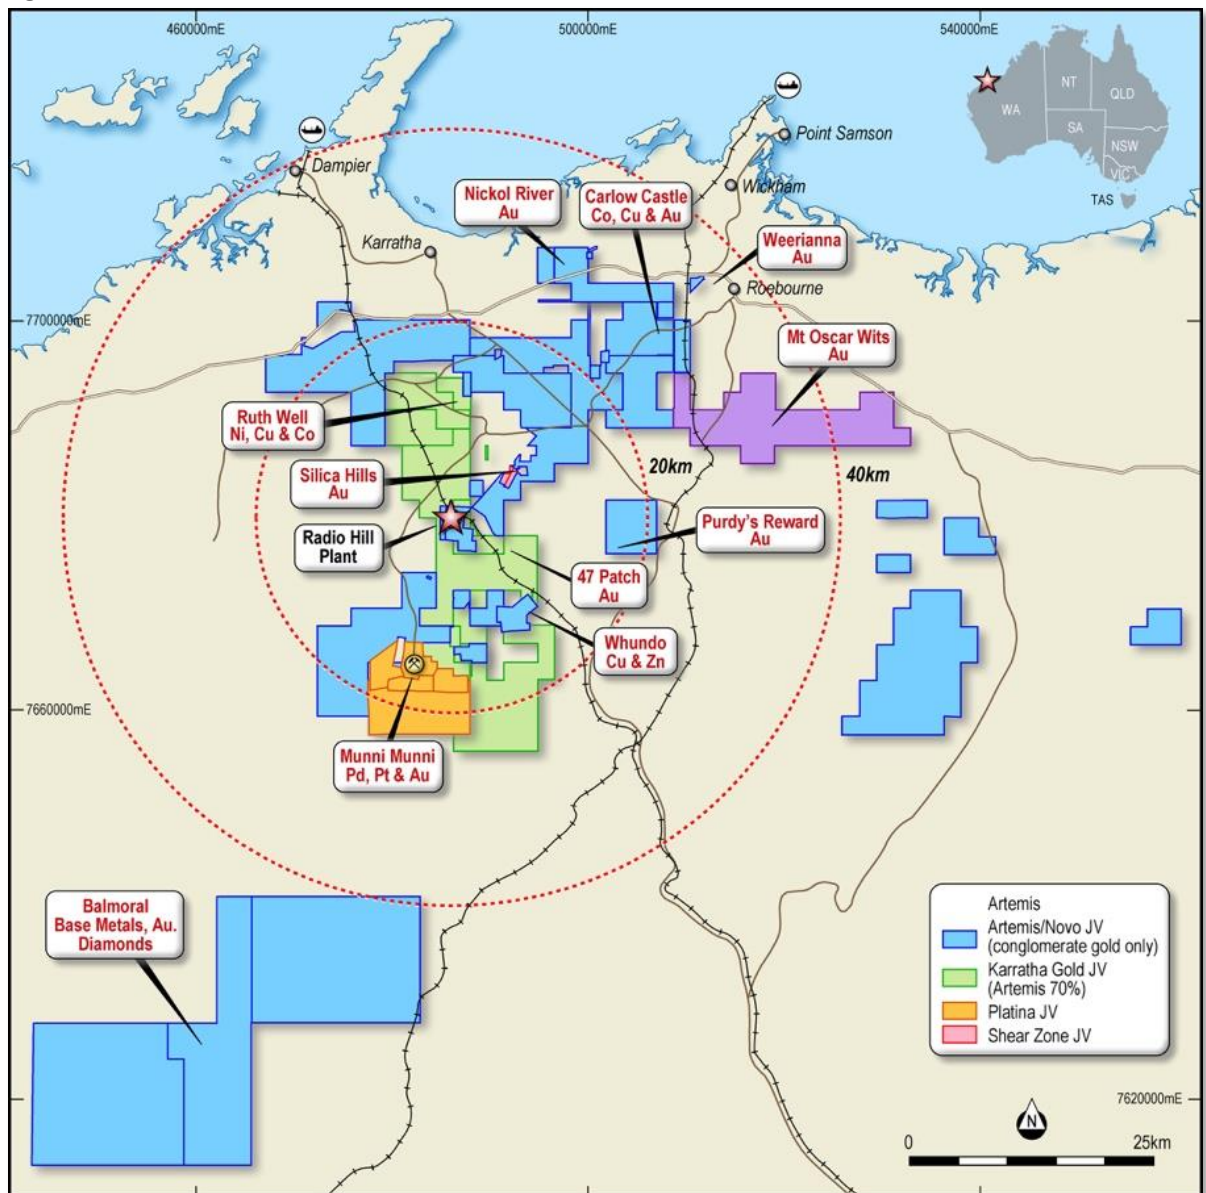 460000mE
500000mE
540000mE
NT
WA
QLD
SA
NSW
VIC
TAS
Point Samson
Dampier
Wickham
Nickol River
Au
Carlow Castle
Co, Cu & Au
Weerianna
Au
Karratha
Roebourne
7700000mE
Mt Oscar Wits
Au
Ruth Well
Ni, Cu & Co
Silica Hills
Au
20km
40km
Radio Hill
Plant
Purdy's Reward
Au
47 Patch
Au
Whundo
Cu & Zn
7660000mE
Munni Munni
Pd, Pt & Au
Balmoral
Base Metals, Au.
Diamonds
Artemis
Artemis/Novo JV
(conglomerate gold only)
Karratha Gold JV
(Artemis 70%)
Platina JV
Shear Zone JV
7620000mE
N
0
25km